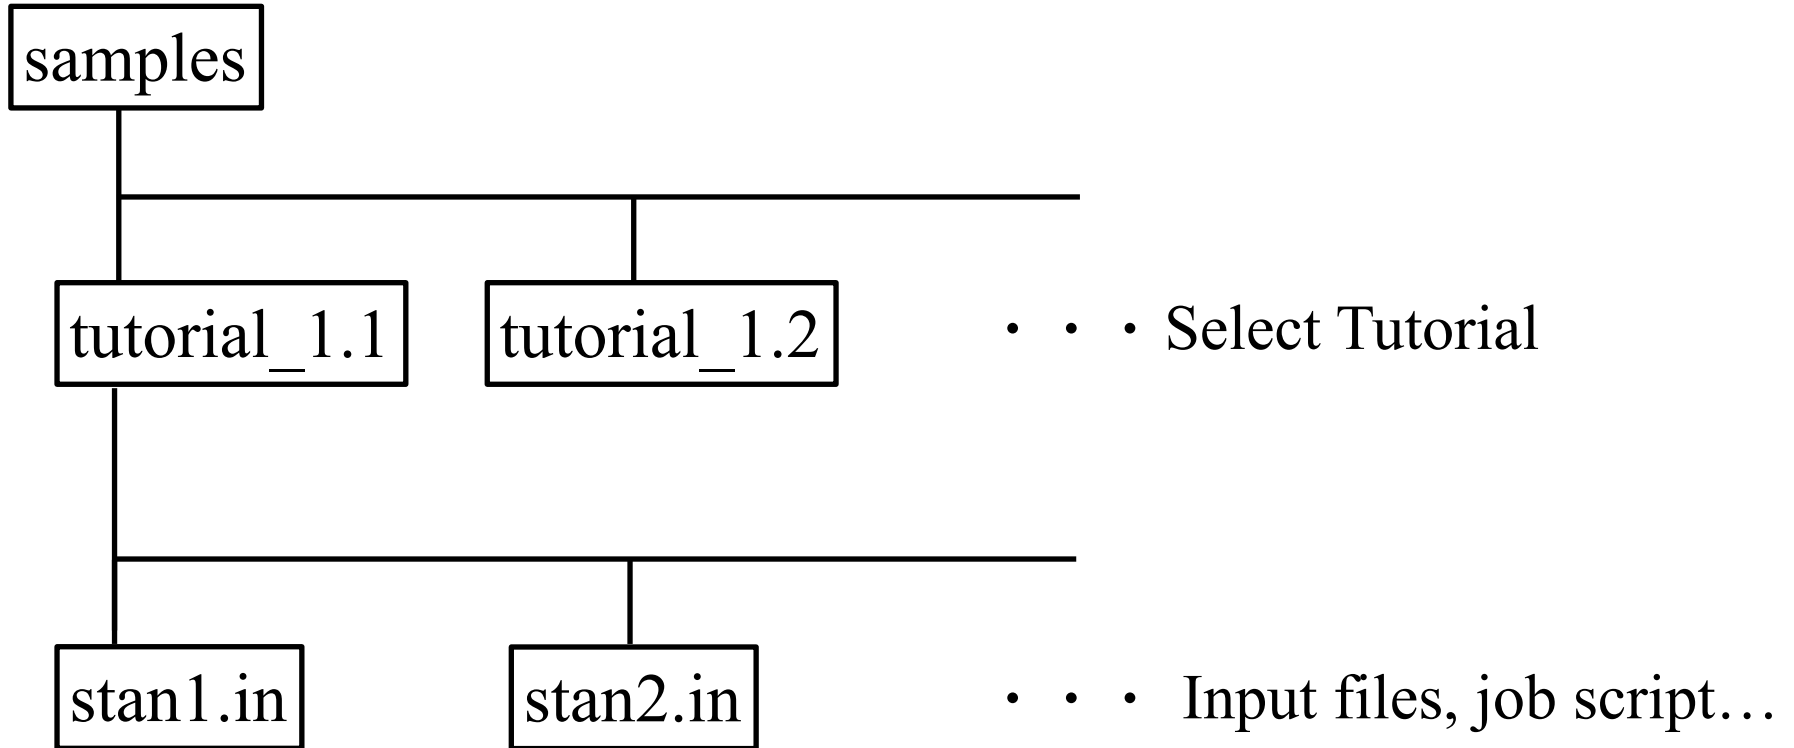 samples
tutorial_1.1 tutorial_1.2 ・・・Select Tutorial
stan1.in stan2.in ・・・ Input files, job script…